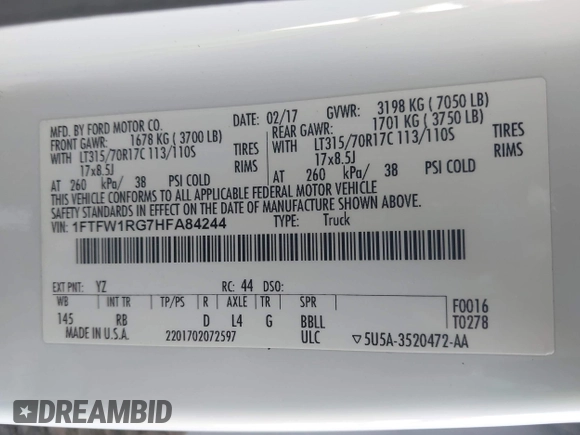 MFD. BY FORD MOTOR CO.
DATE: 02/17 GVWR: 3198 KG ( 7050 LB)
FRONT GAWR: 1678 KG ( 3700 LB) REAR GAWR: 1701 KG ( 3750 LB)
WITH LT315/70R17C 113/110S TIRES WITH LT315/70R17C 113/110S TIRES
17x8.5J RIMS 17x8.5J RIMS
AT 260 kPa/ 38 PSI COLD AT 260 kPa/ 38 PSI COLD
THIS VEHICLE CONFORMS TO ALL APPLICABLE FEDERAL MOTOR VEHICLE
SAFETY STANDARDS IN EFFECT ON THE DATE OF MANUFACTURE SHOWN ABOVE.
VIN: 1FTFW1RG7HFA84244 TYPE: Truck
EXT PNT: YZ RC: 44 DSO:
WB INT TR TP/PS R AXLE TR SPR F0016
145 RB D L4 G BBLL T0278
MADE IN U.S.A. 2201702072597 ULC ▽5U5A-3520472-AA
DREAMBID